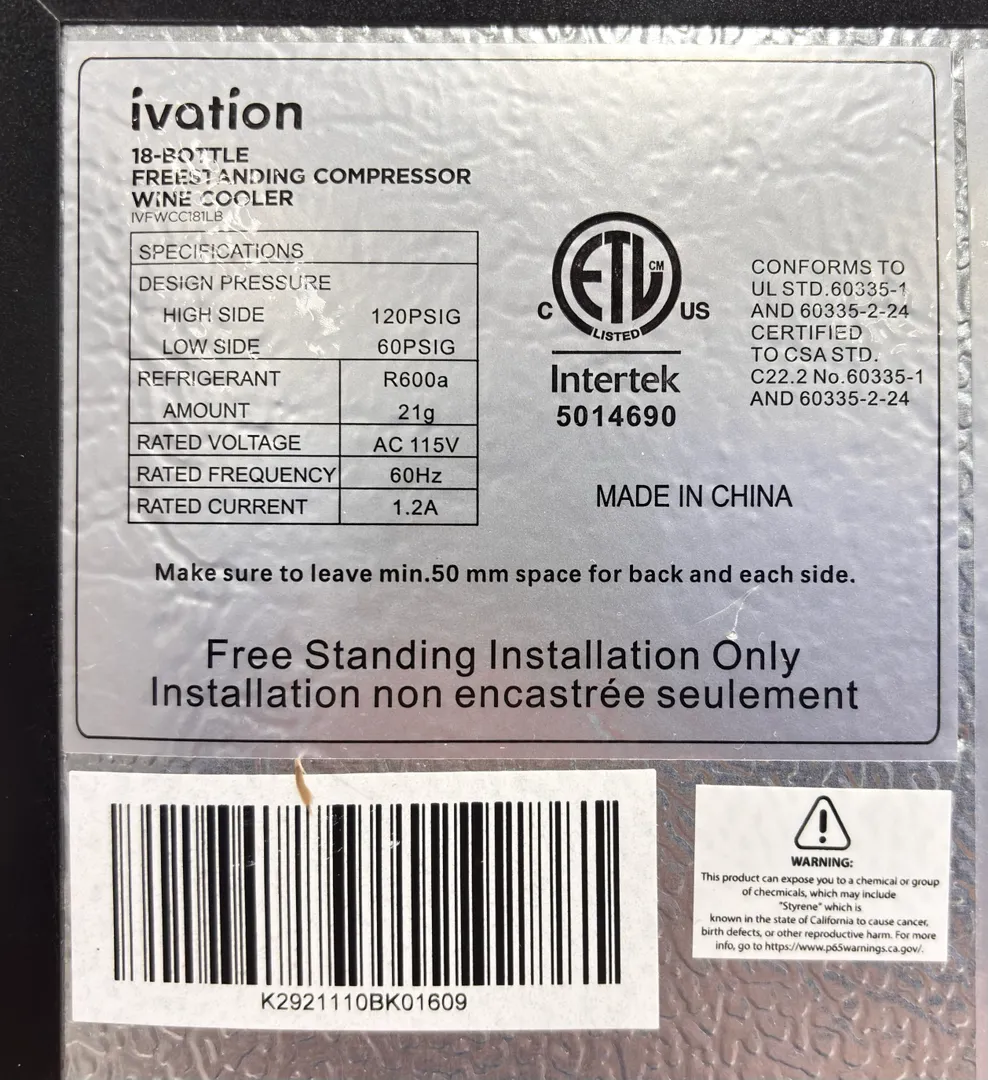 ivation
18-BOTTLE
FREESTANDING COMPRESSOR
WINE COOLER
IVFWCC181LB
SPECIFICATIONS
DESIGN PRESSURE
HIGH SIDE 120PSIG
LOW SIDE 60PSIG
REFRIGERANT R600a
AMOUNT 21g
RATED VOLTAGE AC 115V
RATED FREQUENCY 60Hz
RATED CURRENT 1.2A
ETL CM
C US
LISTED
Intertek
5014690
CONFORMS TO
UL STD.60335-1
AND 60335-2-24
CERTIFIED
TO CSA STD.
C22.2 No.60335-1
AND 60335-2-24
MADE IN CHINA
Make sure to leave min.50 mm space for back and each side.
Free Standing Installation Only
Installation non encastrée seulement
K2921110BK01609
WARNING:
This product can expose you to a chemical or group
of checmicals, which may include
"Styrene" which is
known in the state of California to cause cancer,
birth defects, or other reproductive harm. For more
info, go to https://www.p65warnings.ca.gov/.